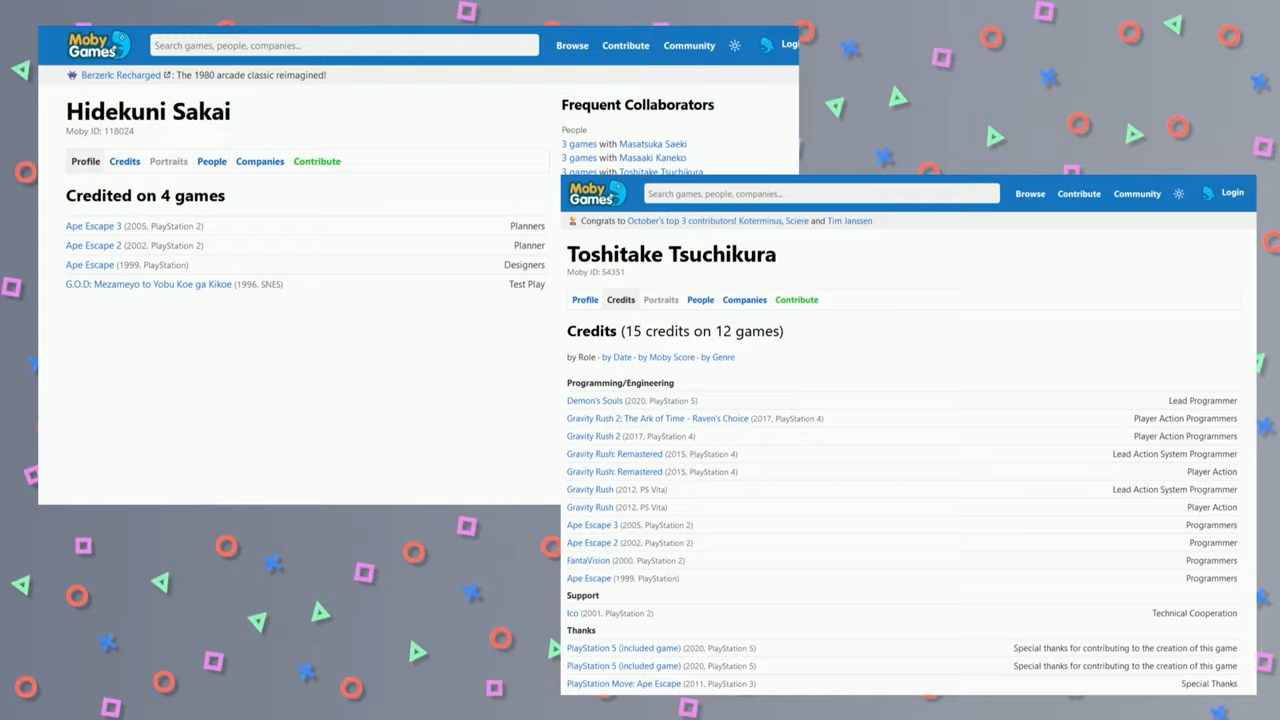 Moby Games
Search games, people, companies...
Browse Contribute Community
Berzerk: Recharged : The 1980 arcade classic reimagined!
Hidekuni Sakai
Moby ID: 118024
Profile Credits Portraits People Companies Contribute
Credited on 4 games
Ape Escape 3 (2005, PlayStation 2) Planners
Ape Escape 2 (2002, PlayStation 2) Planner
Ape Escape (1999, PlayStation) Designers
G.O.D: Mezameyo to Yobu Koe ga Kikoe (1996, SNES) Test Play
Frequent Collaborators
People
3 games with Masatsuka Saeki
3 games with Masaaki Kaneko
3 games with Toshitake Tsuchikura
Moby Games
Search games, people, companies...
Browse Contribute Community Login
Congrats to October's top 3 contributors! Koterminus, Sciere and Tim Janssen
Toshitake Tsuchikura
Moby ID: 54351
Profile Credits Portraits People Companies Contribute
Credits (15 credits on 12 games)
by Role - by Date - by Moby Score - by Genre
Programming/Engineering
Demon's Souls (2020, PlayStation 5) Lead Programmer
Gravity Rush 2: The Ark of Time - Raven's Choice (2017, PlayStation 4) Player Action Programmers
Gravity Rush 2 (2017, PlayStation 4) Player Action Programmers
Gravity Rush: Remastered (2015, PlayStation 4) Lead Action System Programmer
Gravity Rush: Remastered (2015, PlayStation 4) Player Action
Gravity Rush (2012, PS Vita) Lead Action System Programmer
Gravity Rush (2012, PS Vita) Player Action
Ape Escape 3 (2005, PlayStation 2) Programmers
Ape Escape 2 (2002, PlayStation 2) Programmer
FantaVision (2000, PlayStation 2) Programmers
Ape Escape (1999, PlayStation) Programmers
Support
Ico (2001, PlayStation 2) Technical Cooperation
Thanks
PlayStation 5 (included game) (2020, PlayStation 5) Special thanks for contributing to the creation of this game
PlayStation 5 (included game) (2020, PlayStation 5) Special thanks for contributing to the creation of this game
PlayStation Move: Ape Escape (2011, PlayStation 3) Special Thanks